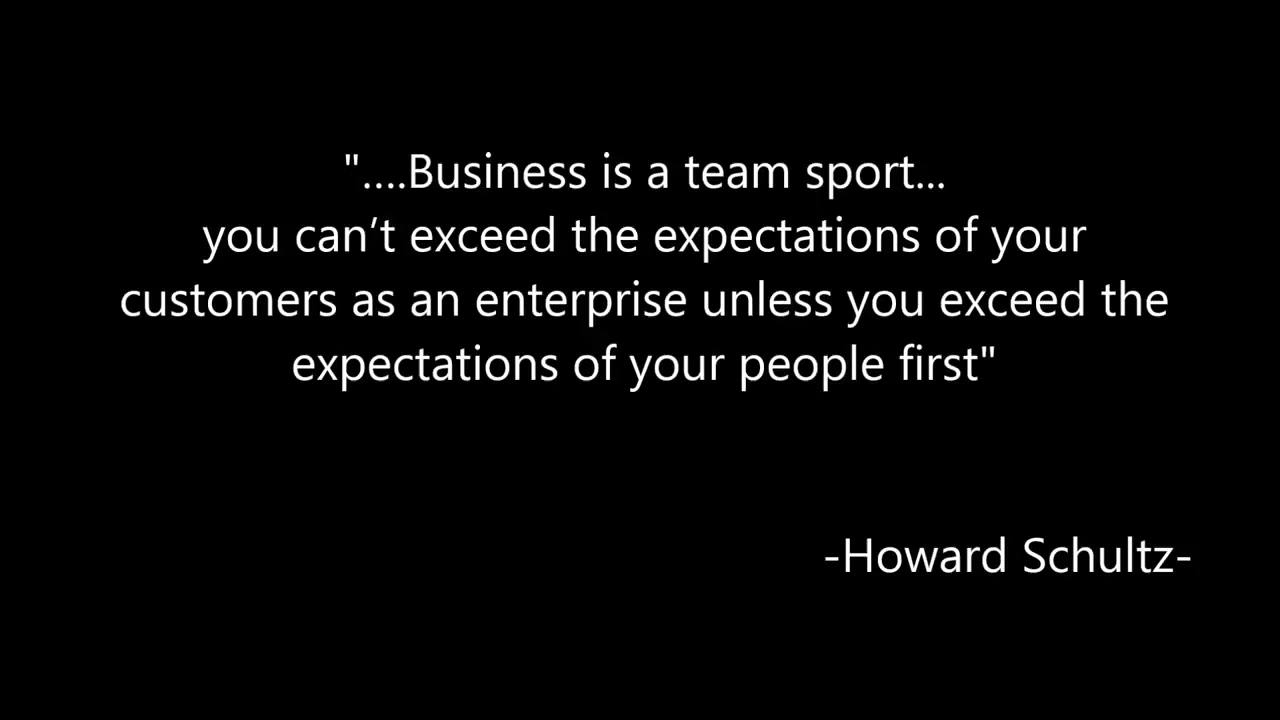 "....Business is a team sport...
you can’t exceed the expectations of your
customers as an enterprise unless you exceed the
expectations of your people first"
-Howard Schultz-